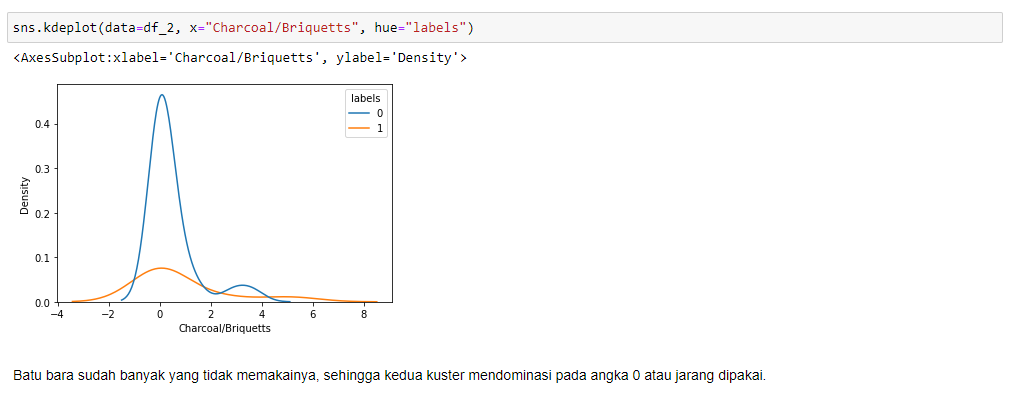 sns.kdeplot(data=df_2, x="Charcoal/Briquetts", hue="labels")
<AxesSubplot:xlabel='Charcoal/Briquetts', ylabel='Density'>
labels
0
1
0.4
0.3
0.2
0.1
0.0
Density
−4 −2 0 2 4 6 8
Charcoal/Briquetts
Batu bara sudah banyak yang tidak memakainya, sehingga kedua kuster mendominasi pada angka 0 atau jarang dipakai.